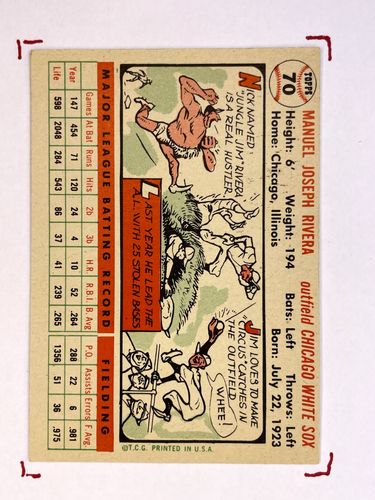 TOPPS
70
MANUEL JOSEPH RIVERA outfield CHICAGO WHITE SOX
Height: 6' Weight: 194 Bats: Left Throws: Left
Home: Chicago, Illinois Born: July 22, 1923
NICKNAMED
"JUNGLE JIM" RIVERA
IS A REAL HUSTLER.
LAST YEAR HE LEAD THE
A.L. WITH 25 STOLEN BASES
JIM LOVES TO MAKE
"CIRCUS" CATCHES IN
THE OUTFIELD.
WHEE!
MAJOR LEAGUE BATTING RECORD FIELDING
Games At Bat Runs Hits 2b 3b H.R. R.B.I. B. Avg P.O. Assists Errors F. Avg.
Year 147 454 71 120 24 4 10 52 .264 288 22 6 .981
Life 598 2048 284 543 86 37 41 239 .265 1356 51 36 .975
©T.C.G. PRINTED IN U.S.A.